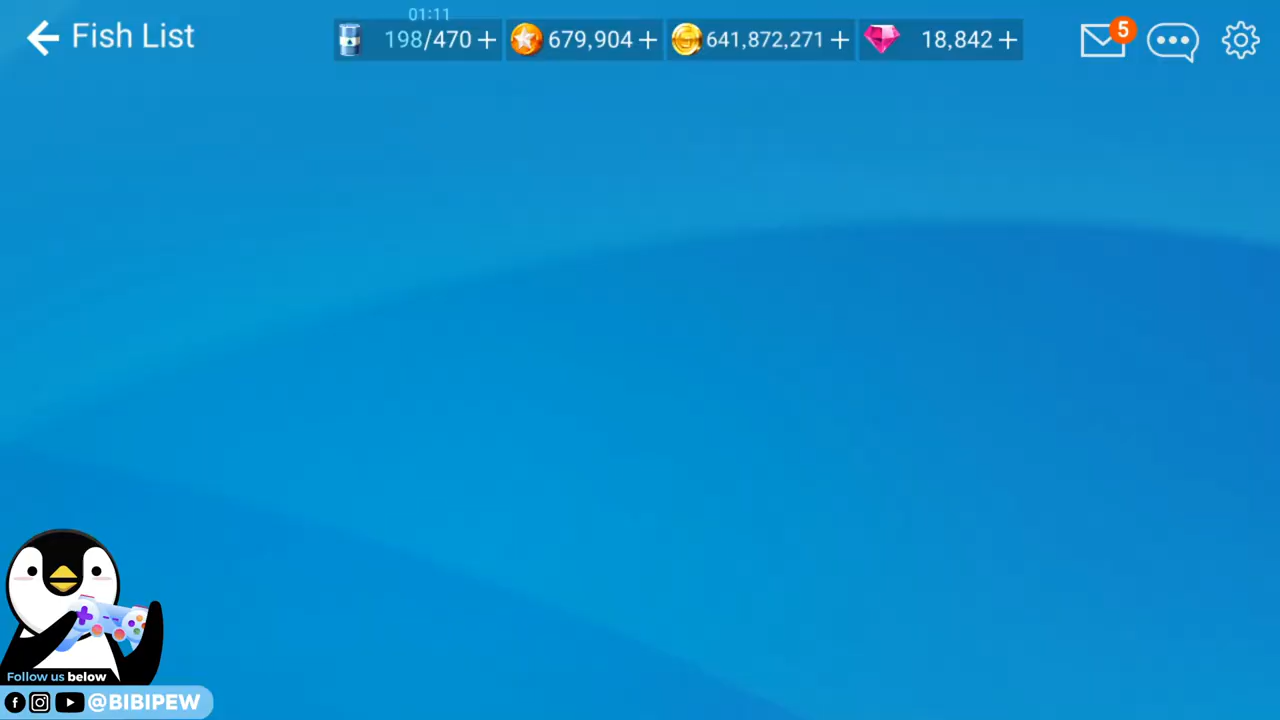 01:11
Fish List 198/470 + 679,904 + 641,872,271 + 18,842 + 5
Follow us below
@BIBIPEW